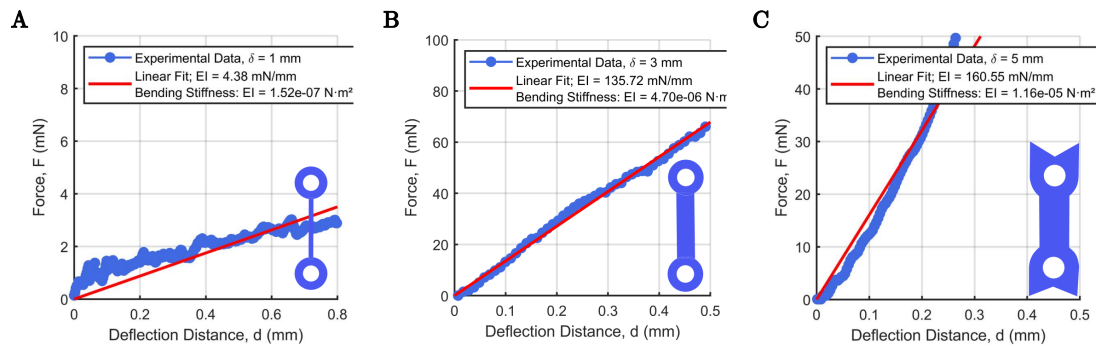 A
10
8
6
4
2
0
Force, F (mN)
Experimental Data, δ = 1 mm
Linear Fit; EI = 4.38 mN/mm
Bending Stiffness: EI = 1.52e-07 N·m²
0 0.2 0.4 0.6 0.8
Deflection Distance, d (mm)
B
100
80
60
40
20
0
Force, F (mN)
Experimental Data, δ = 3 mm
Linear Fit; EI = 135.72 mN/mm
Bending Stiffness: EI = 4.70e-06 N·m
0 0.1 0.2 0.3 0.4 0.5
Deflection Distance, d (mm)
C
50
40
30
20
10
0
Force, F (mN)
Experimental Data, δ = 5 mm
Linear Fit; EI = 160.55 mN/mm
Bending Stiffness: EI = 1.16e-05 N·m²
0 0.1 0.2 0.3 0.4 0.5
Deflection Distance, d (mm)